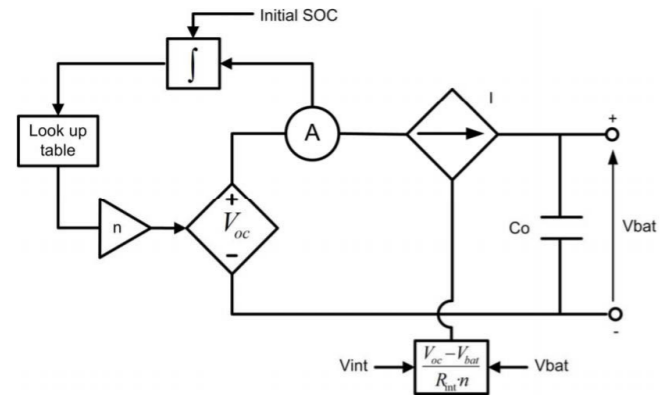 Initial SOC
∫
Look up
table
n
A
I
+
V_oc
−
Co
+
Vbat
-
Vint
V_oc − V_bat
R_int·n
Vbat